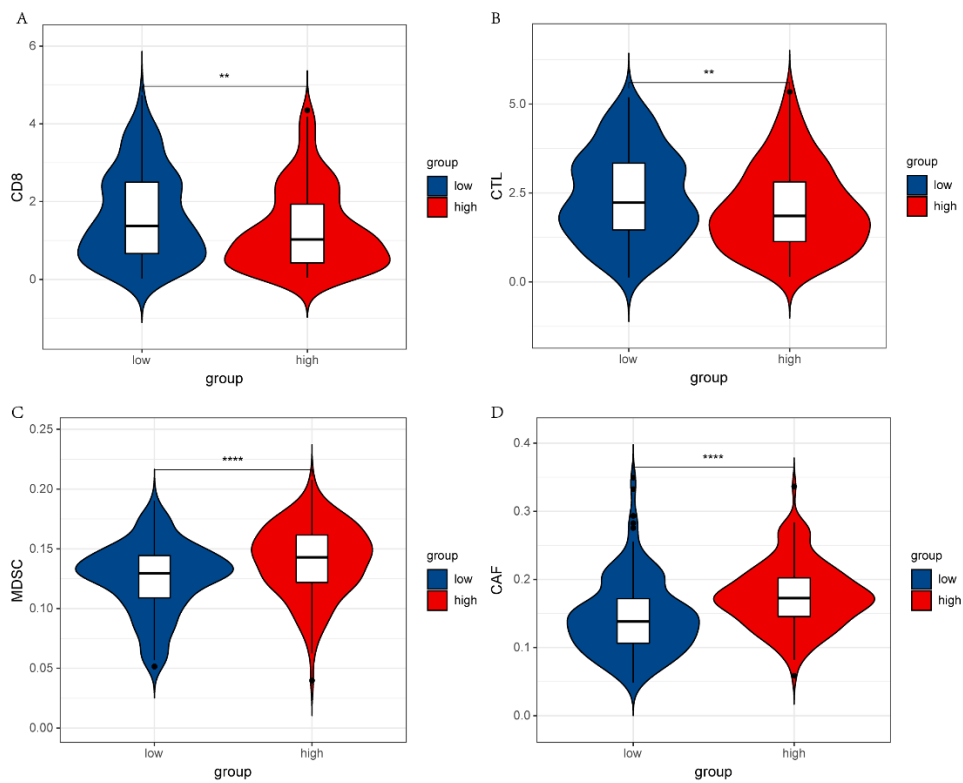 A
CD8
6
4
2
0
**
low
high
group
group
low
high
B
CTL
5.0
2.5
0.0
**
low
high
group
group
low
high
C
MDSC
0.25
0.20
0.15
0.10
0.05
0.00
****
low
high
group
group
low
high
D
CAF
0.4
0.3
0.2
0.1
0.0
****
low
high
group
group
low
high